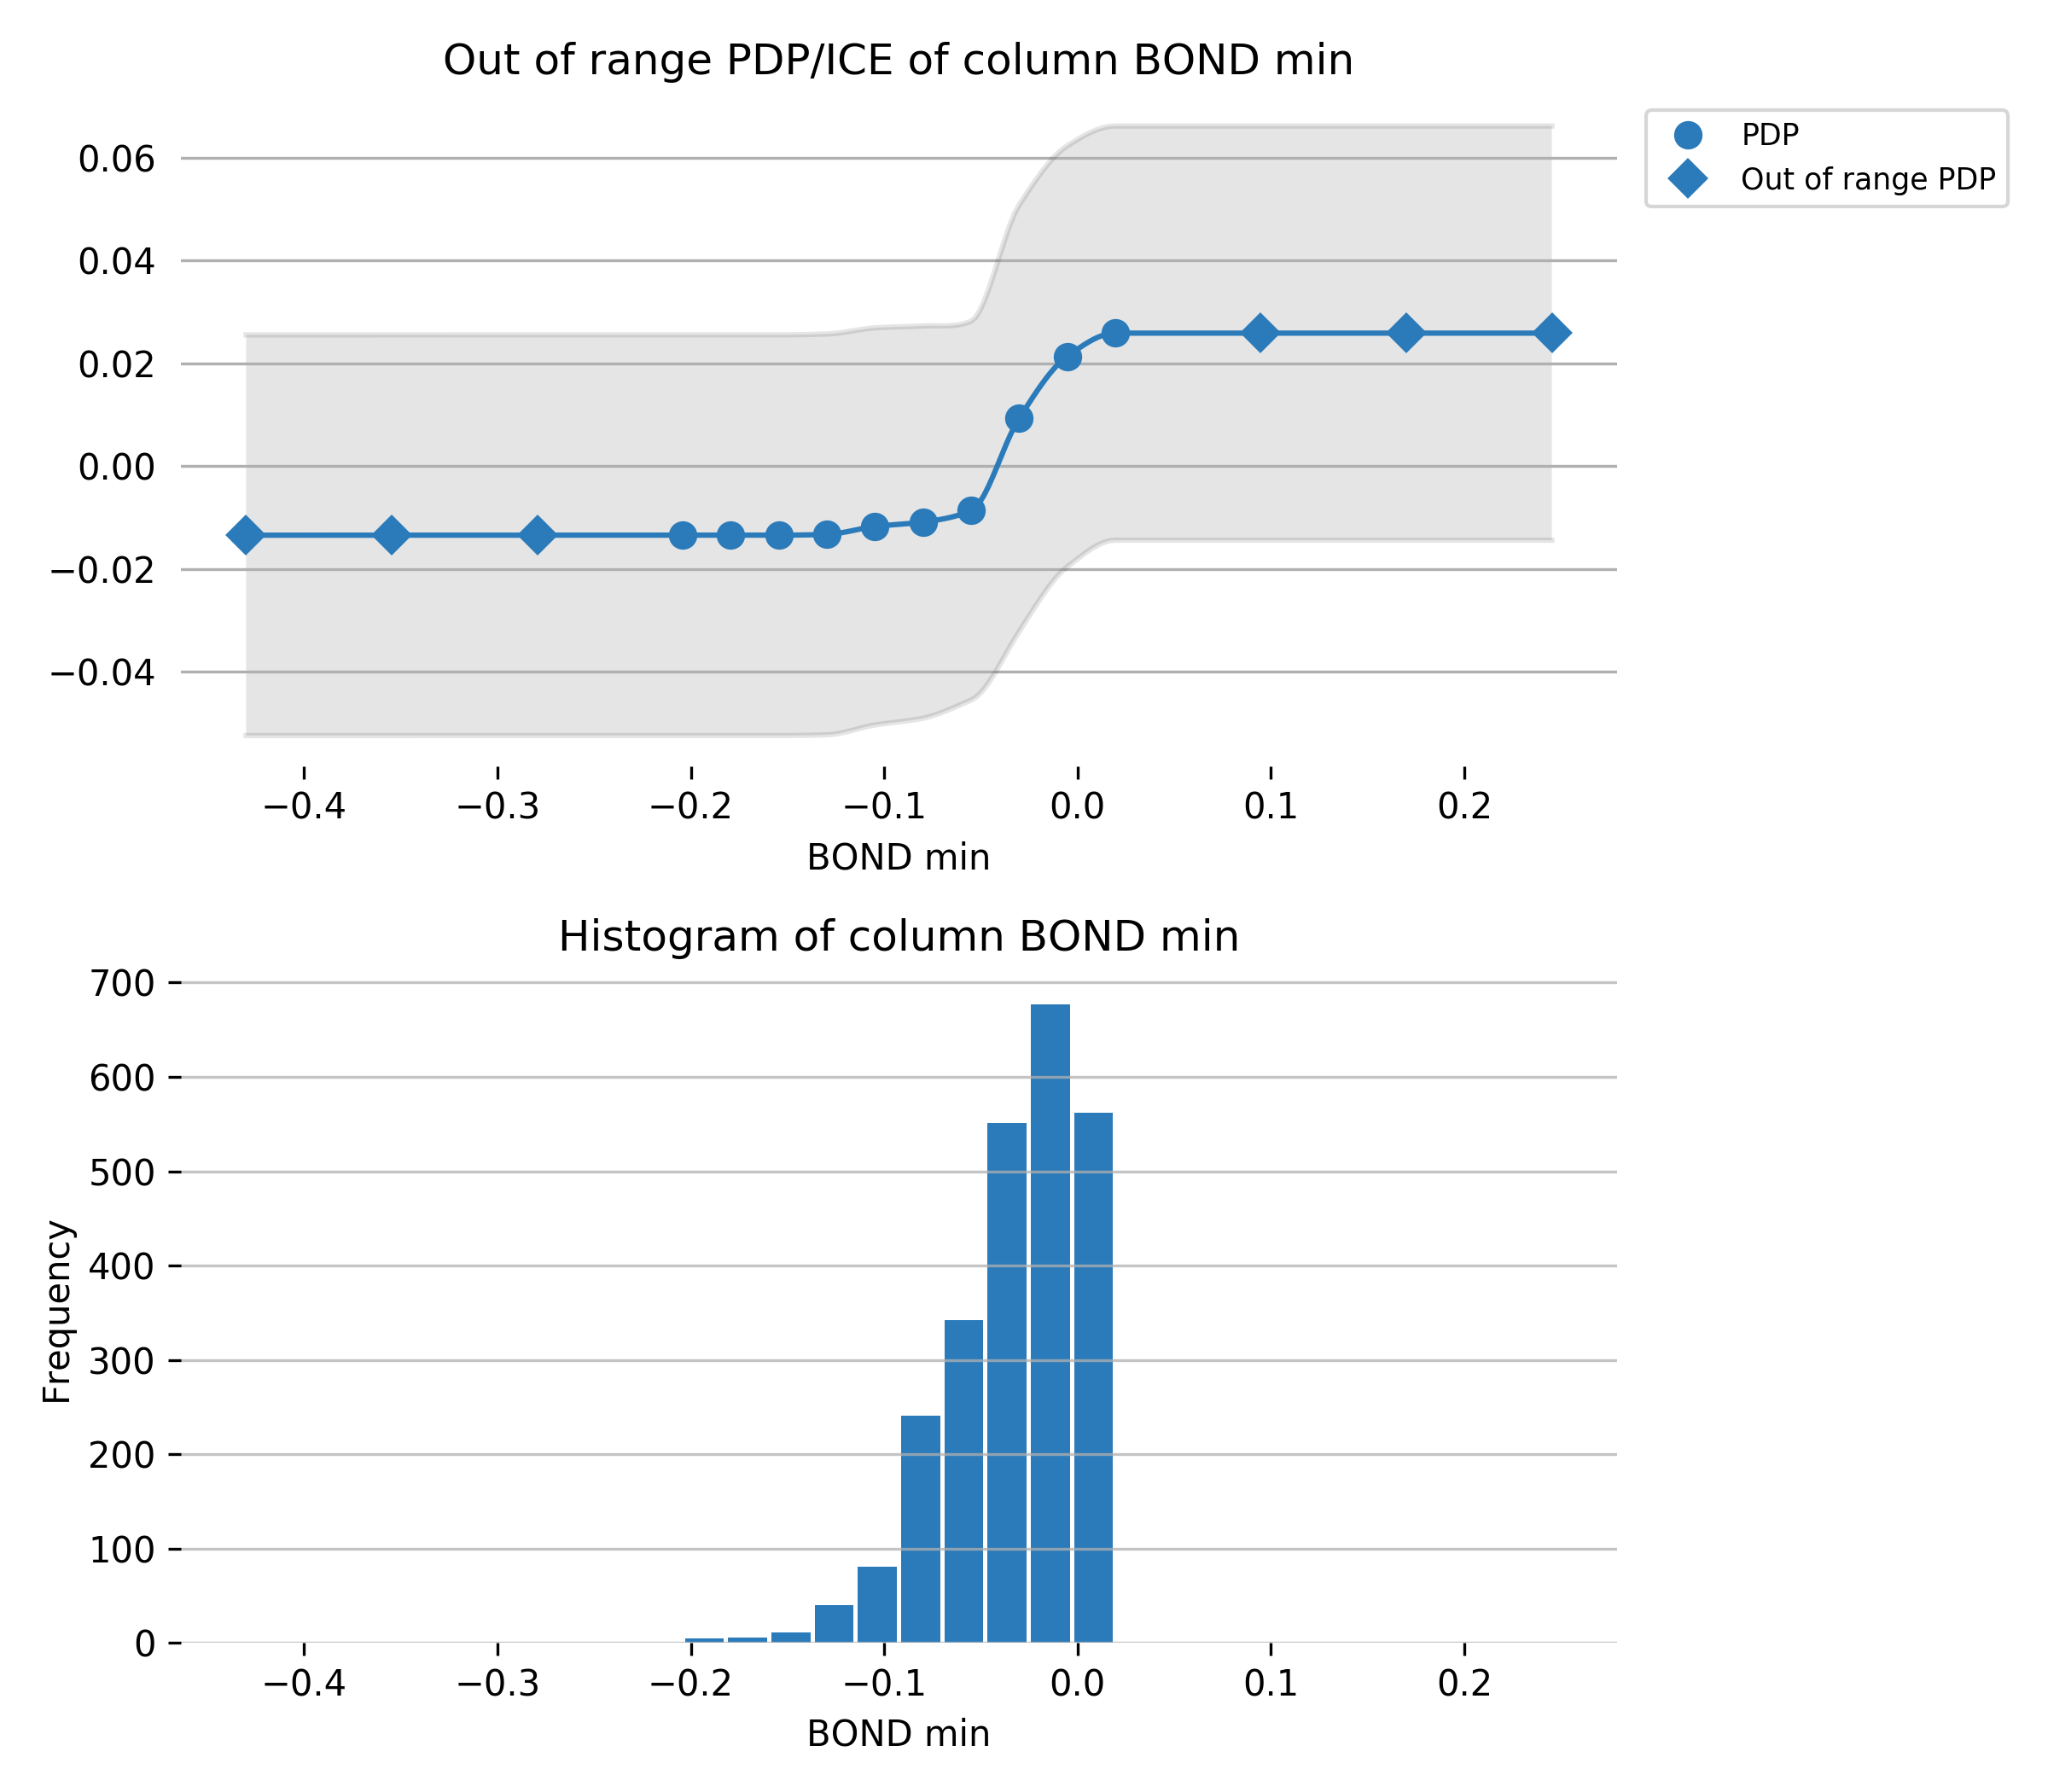 Out of range PDP/ICE of column BOND min
PDP
Out of range PDP
0.06
0.04
0.02
0.00
−0.02
−0.04
−0.4 −0.3 −0.2 −0.1 0.0 0.1 0.2
BOND min
Histogram of column BOND min
700
600
500
400
300
200
100
0
Frequency
−0.4 −0.3 −0.2 −0.1 0.0 0.1 0.2
BOND min